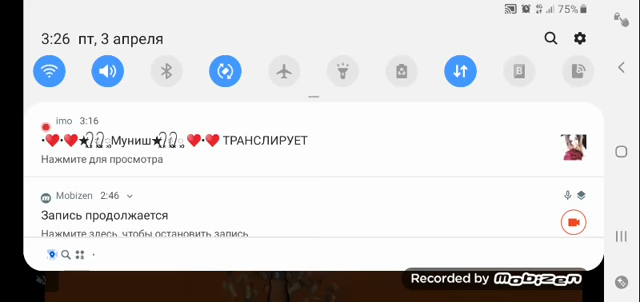 75%
3:26 пт, 3 апреля
imo 3:16
•❤•❤★Муниш★❤•❤ ТРАНСЛИРУЕТ
Нажмите для просмотра
Mobizen 2:46
Запись продолжается
Нажмите здесь, чтобы остановить запись
Recorded by mobizen